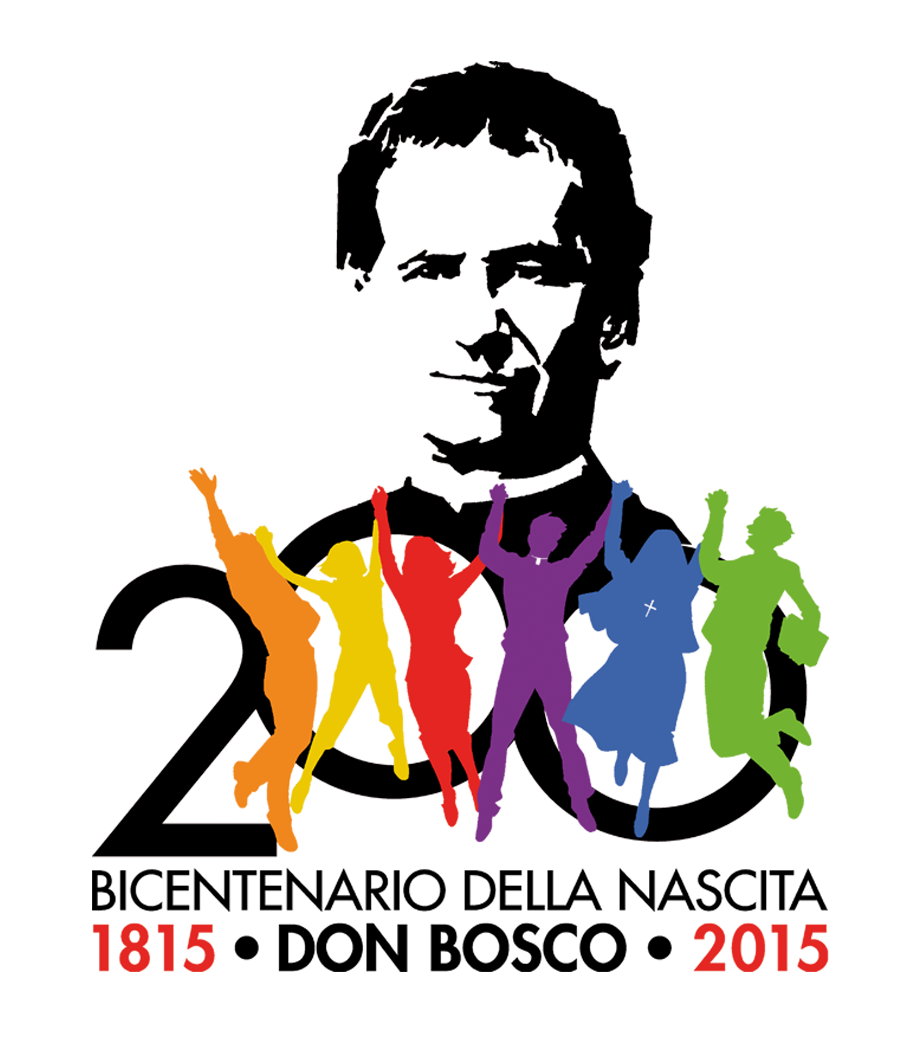 200
BICENTENARIO DELLA NASCITA
1815 • DON BOSCO • 2015